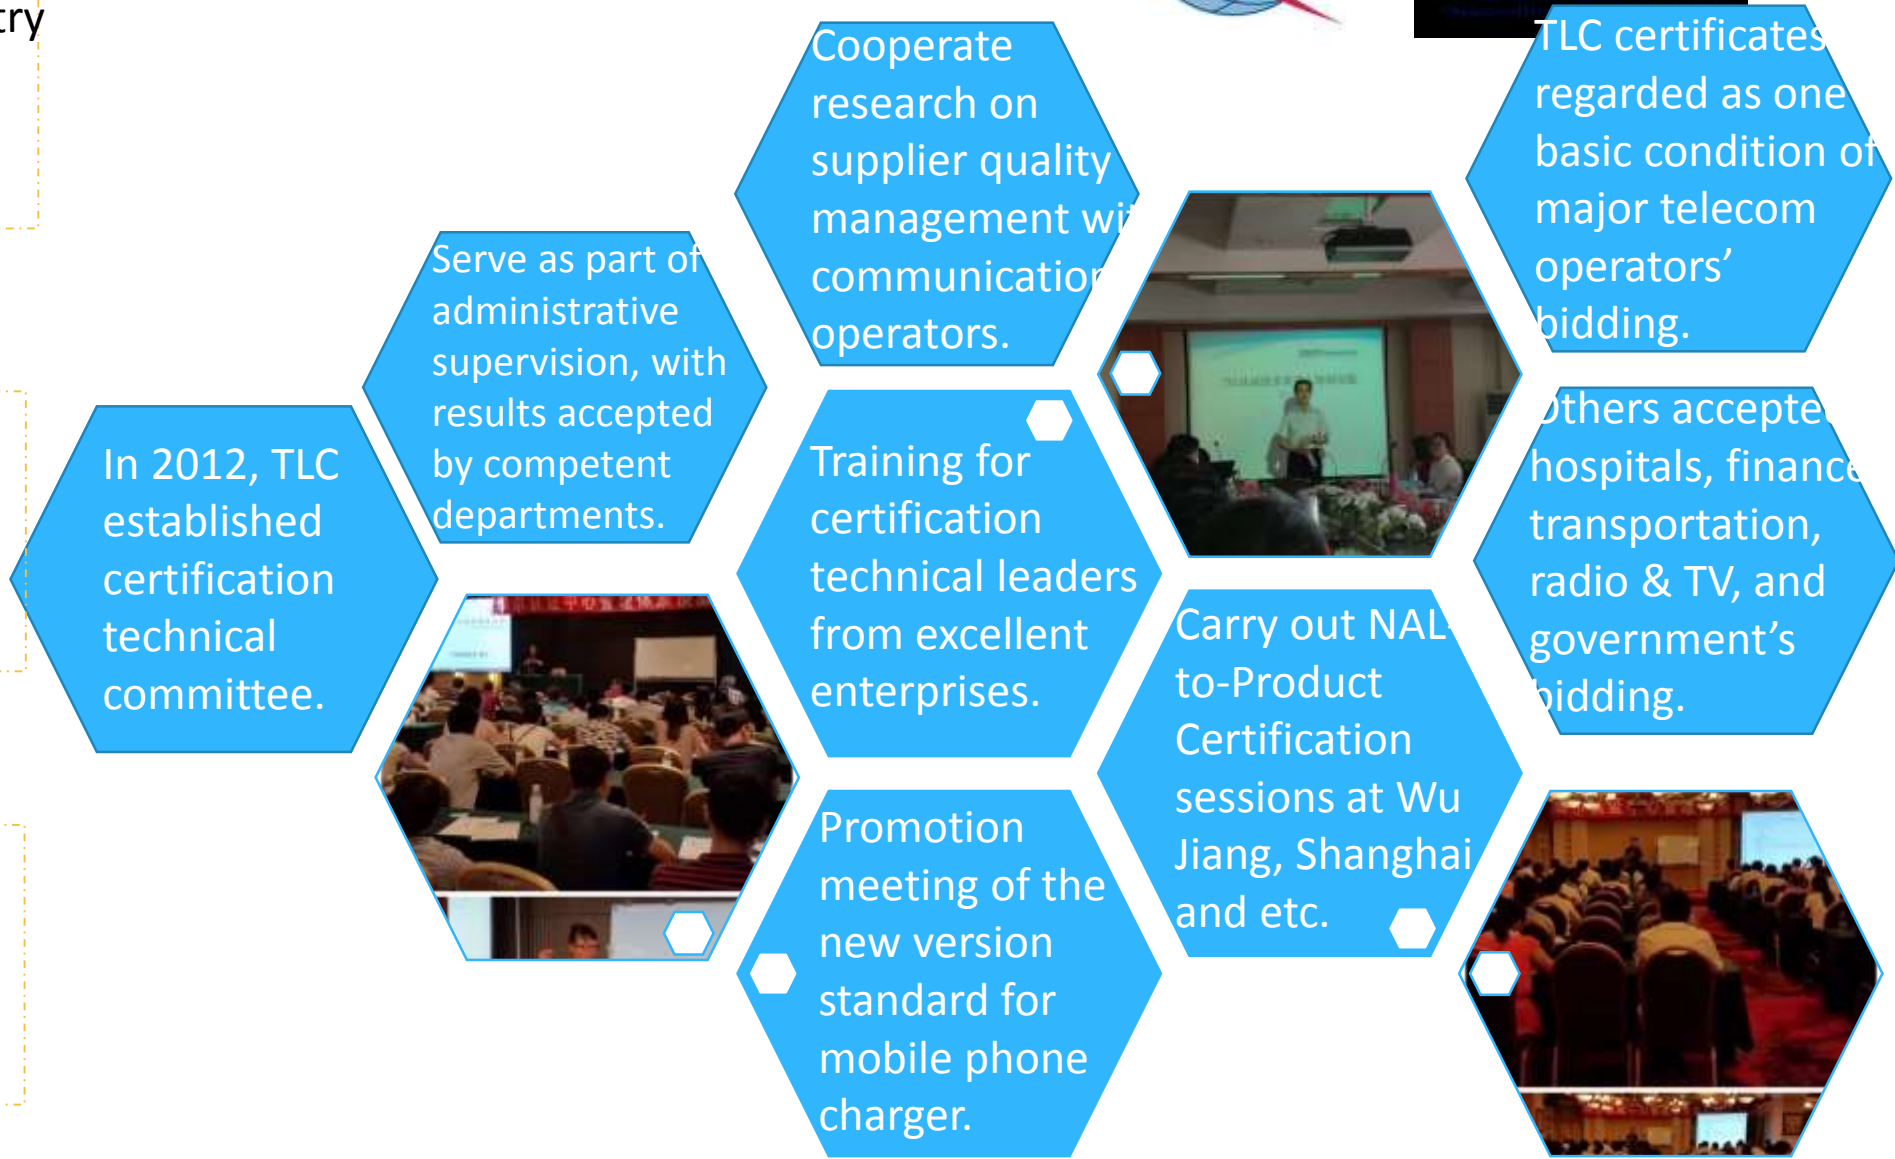 try
In 2012, TLC
established
certification
technical
committee.
Serve as part of
administrative
supervision, with
results accepted
by competent
departments.
Cooperate
research on
supplier quality
management wi
communication
operators.
Training for
certification
technical leaders
from excellent
enterprises.
Promotion
meeting of the
new version
standard for
mobile phone
charger.
Carry out NAL-
to-Product
Certification
sessions at Wu
Jiang, Shanghai
and etc.
TLC certificates
regarded as one
basic condition of
major telecom
operators’
bidding.
Others accepted
hospitals, finance
transportation,
radio & TV, and
government’s
bidding.